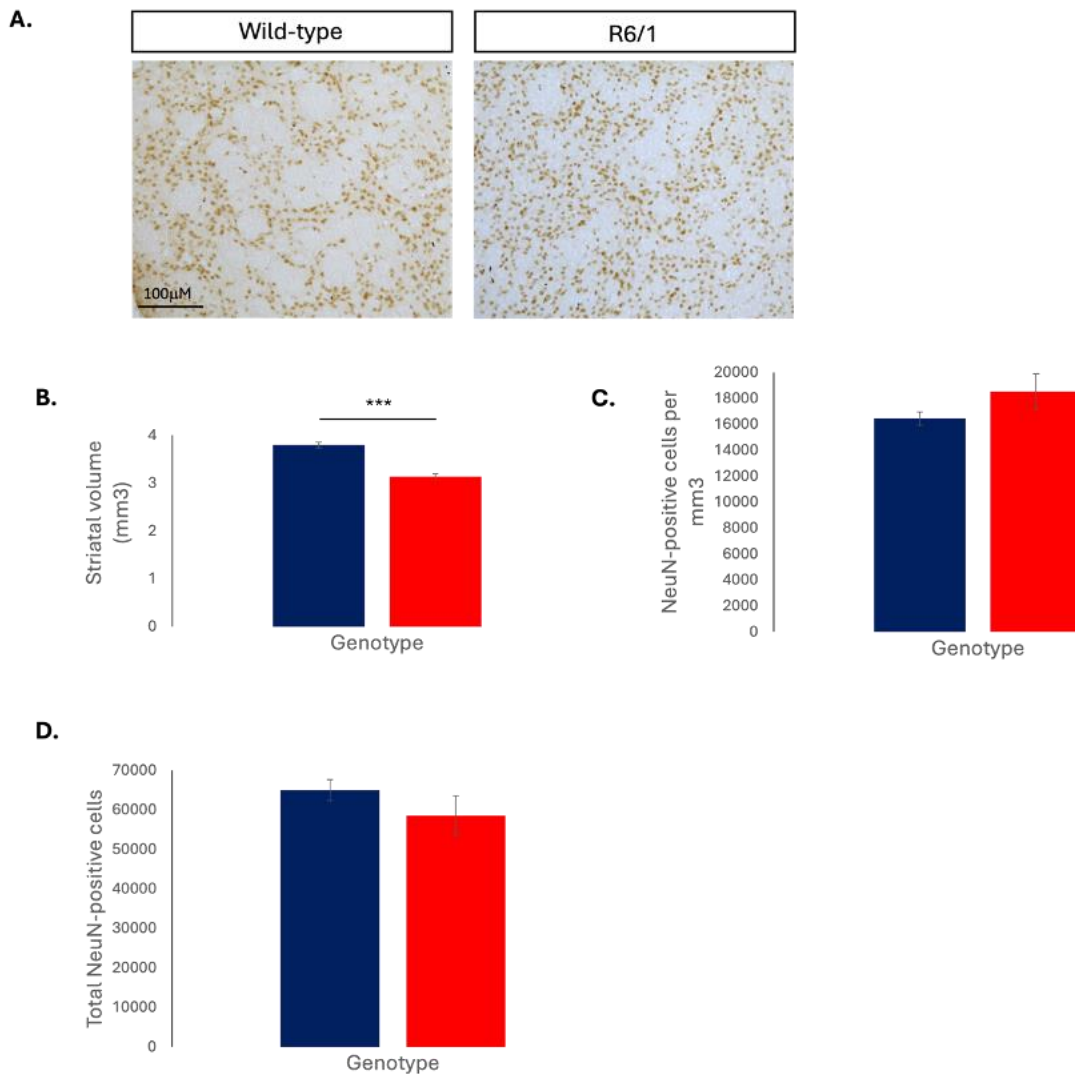 A.
Wild-type
R6/1
100µM
B.
***
Striatal volume
(mm3)
4
3
2
1
0
Genotype
C.
NeuN-positive cells per
mm3
20000
18000
16000
14000
12000
10000
8000
6000
4000
2000
0
Genotype
D.
Total NeuN-positive cells
70000
60000
50000
40000
30000
20000
10000
0
Genotype